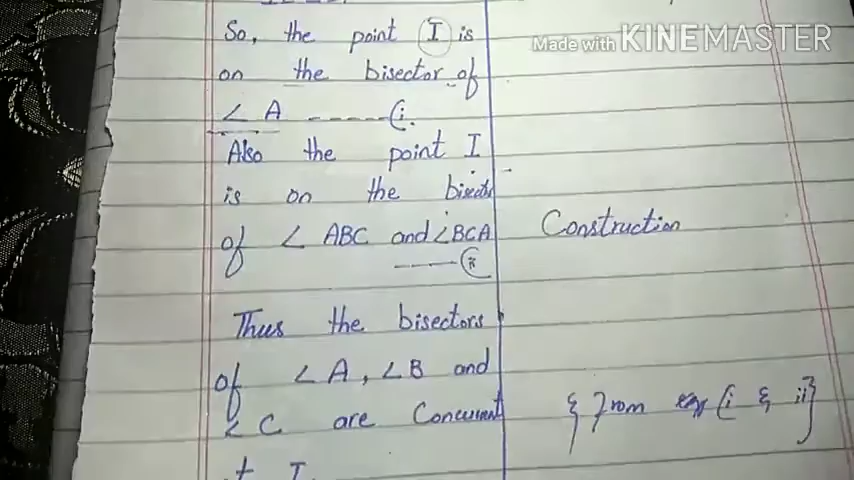 So, the point I is
Made with KINEMASTER
on the bisector of
∠ A -----(i
Also the point I
is on the bisector
of ∠ ABC and ∠BCA Construction
----(ii
Thus the bisectors
of ∠A, ∠B and
∠C are Concurrent {From (i & ii}